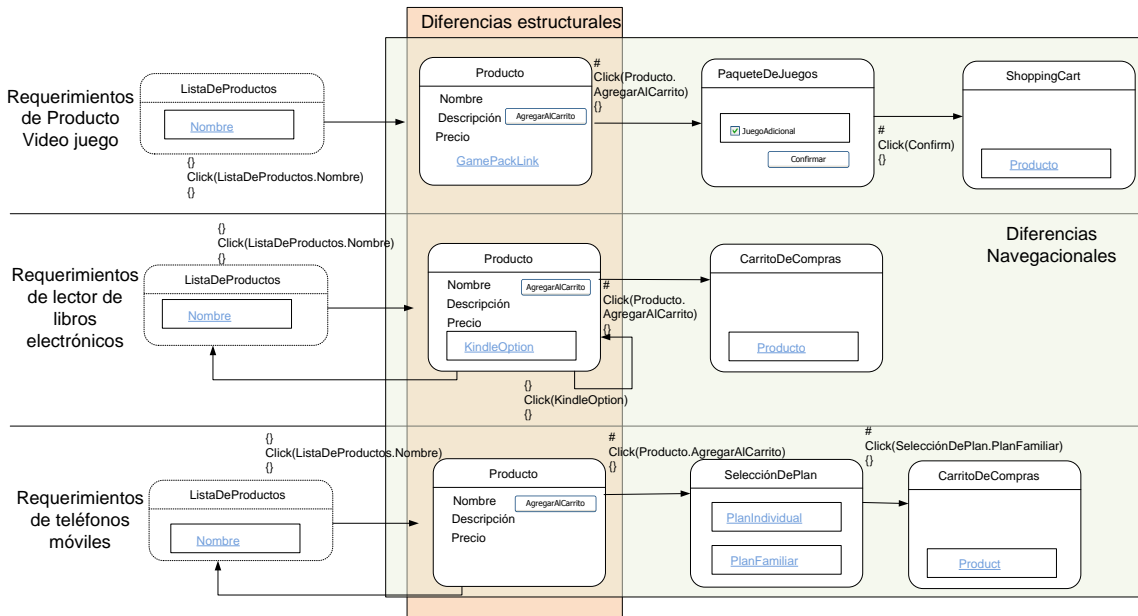 Diferencias estructurales
Requerimientos
de Producto
Video juego
ListaDeProductos
Nombre
{}
Click(ListaDeProductos.Nombre)
{}
Producto
Nombre
Descripción
AgregarAlCarrito
Precio
GamePackLink
#
Click(Producto.
AgregarAlCarrito)
{}
PaqueteDeJuegos
JuegoAdicional
Confirmar
#
Click(Confirm)
{}
ShoppingCart
Producto
Diferencias
Navegacionales
Requerimientos
de lector de
libros
electrónicos
{}
Click(ListaDeProductos.Nombre)
{}
ListaDeProductos
Nombre
Producto
Nombre
AgregarAlCarrito
Descripción
Precio
KindleOption
#
Click(Producto.
AgregarAlCarrito)
{}
{}
Click(KindleOption)
{}
CarritoDeCompras
Producto
Requerimientos
de teléfonos
móviles
{}
Click(ListaDeProductos.Nombre)
{}
ListaDeProductos
Nombre
Producto
Nombre
AgregarAlCarrito
Descripción
Precio
#
Click(Producto.AgregarAlCarrito)
{}
SelecciónDePlan
PlanIndividual
PlanFamiliar
#
Click(SelecciónDePlan.PlanFamiliar)
{}
CarritoDeCompras
Product